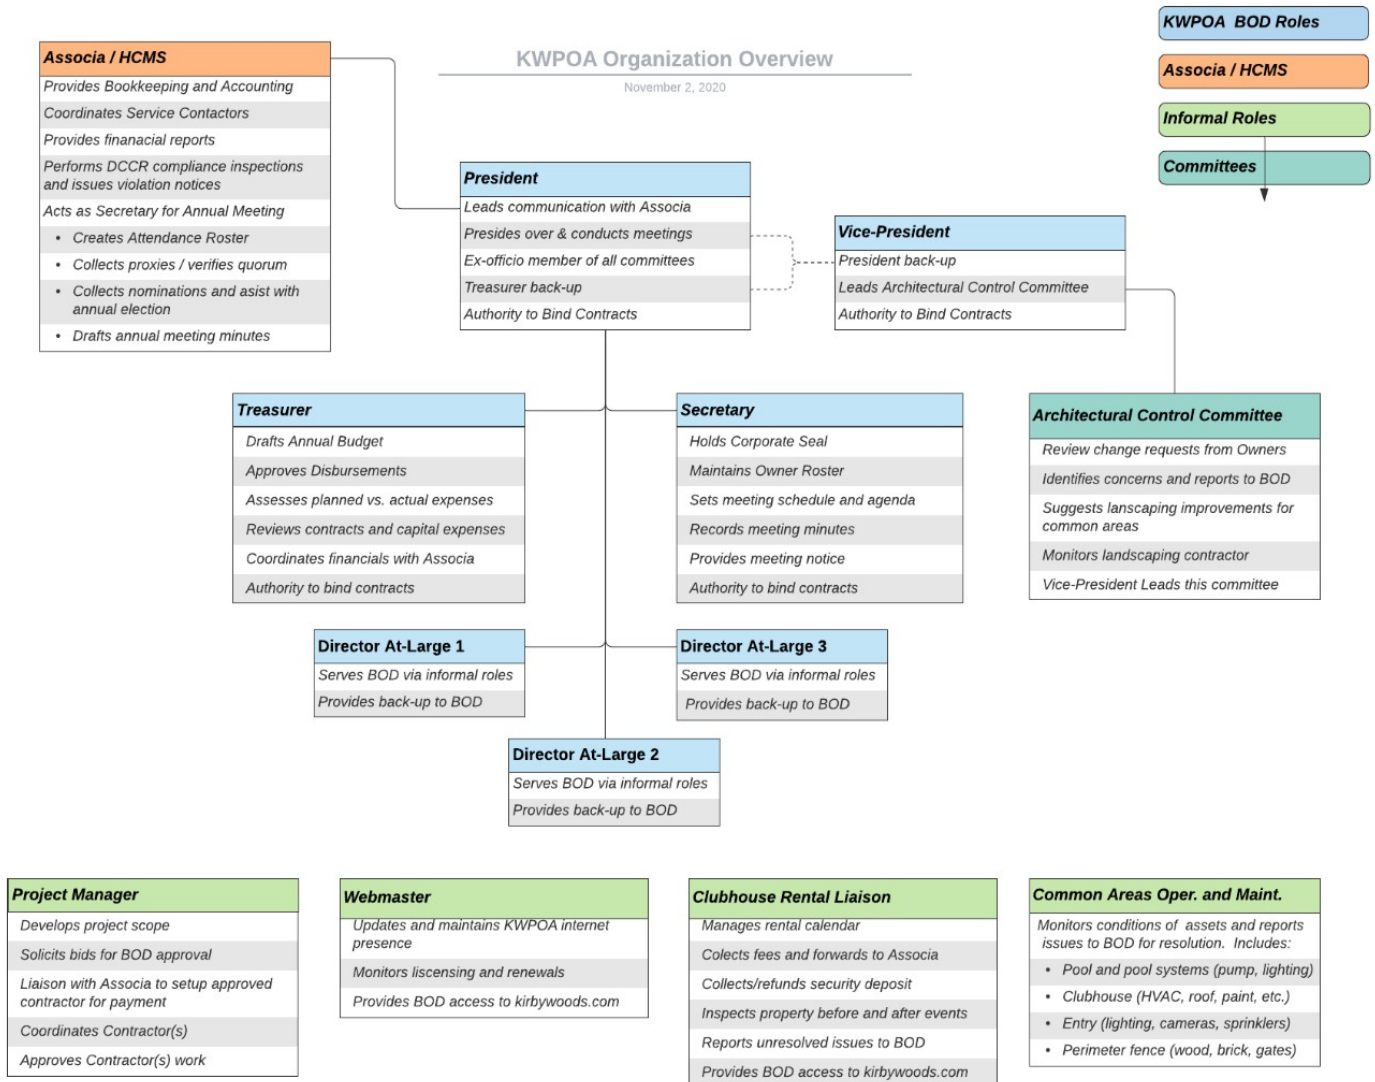 KWPOA Organization Overview
November 2, 2020
KWPOA  BOD Roles
Associa / HCMS
Informal Roles
Committees
Associa / HCMS
Provides Bookkeeping and Accounting
Coordinates Service Contactors
Provides finanacial reports
Performs DCCR compliance inspections
and issues violation notices
Acts as Secretary for Annual Meeting
• Creates Attendance Roster
• Collects proxies / verifies quorum
• Collects nominations and asist with
annual election
• Drafts annual meeting minutes
President
Leads communication with Associa
Presides over & conducts meetings
Ex-officio member of all committees
Treasurer back-up
Authority to Bind Contracts
Vice-President
President back-up
Leads Architectural Control Committee
Authority to Bind Contracts
Treasurer
Drafts Annual Budget
Approves Disbursements
Assesses planned vs. actual expenses
Reviews contracts and capital expenses
Coordinates financials with Associa
Authority to bind contracts
Secretary
Holds Corporate Seal
Maintains Owner Roster
Sets meeting schedule and agenda
Records meeting minutes
Provides meeting notice
Authority to bind contracts
Architectural Control Committee
Review change requests from Owners
Identifies concerns and reports to BOD
Suggests lanscaping improvements for
common areas
Monitors landscaping contractor
Vice-President Leads this committee
Director At-Large 1
Serves BOD via informal roles
Provides back-up to BOD
Director At-Large 3
Serves BOD via informal roles
Provides back-up to BOD
Director At-Large 2
Serves BOD via informal roles
Provides back-up to BOD
Project Manager
Develops project scope
Solicits bids for BOD approval
Liaison with Associa to setup approved
contractor for payment
Coordinates Contractor(s)
Approves Contractor(s) work
Webmaster
Updates and maintains KWPOA internet
presence
Monitors liscensing and renewals
Provides BOD access to kirbywoods.com
Clubhouse Rental Liaison
Manages rental calendar
Colects fees and forwards to Associa
Collects/refunds security deposit
Inspects property before and after events
Reports unresolved issues to BOD
Provides BOD access to kirbywoods.com
Common Areas Oper. and Maint.
Monitors conditions of  assets and reports
issues to BOD for resolution.  Includes:
• Pool and pool systems (pump, lighting)
• Clubhouse (HVAC, roof, paint, etc.)
• Entry (lighting, cameras, sprinklers)
• Perimeter fence (wood, brick, gates)